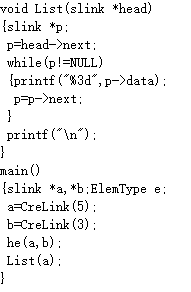 void List(slink *head)
{slink *p;
p=head->next;
while(p!=NULL)
{printf("%3d",p->data);
p=p->next;
}
printf("\n");
}
main()
{slink *a,*b;ElemType e;
a=CreLink(5);
b=CreLink(3);
he(a,b);
List(a);
}